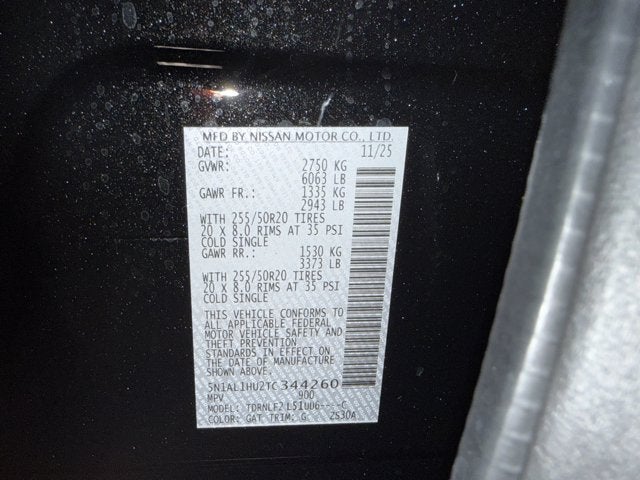 MFD BY NISSAN MOTOR CO., LTD.
DATE: 11/25
GVWR: 2750 KG
6063 LB
GAWR FR.: 1335 KG
2943 LB
WITH 255/50R20 TIRES
20 X 8.0 RIMS AT 35 PSI
COLD SINGLE
GAWR RR.: 1530 KG
3373 LB
WITH 255/50R20 TIRES
20 X 8.0 RIMS AT 35 PSI
COLD SINGLE
THIS VEHICLE CONFORMS TO
ALL APPLICABLE FEDERAL
MOTOR VEHICLE SAFETY AND
THEFT PREVENTION
STANDARDS IN EFFECT ON
THE DATE OF MANUFACTURE
SHOWN ABOVE.
5N1AL1HU2TC344260
MPV 900
MODEL: TDRNLFZ L51UU6----C
COLOR: GAT TRIM: G 2S30A